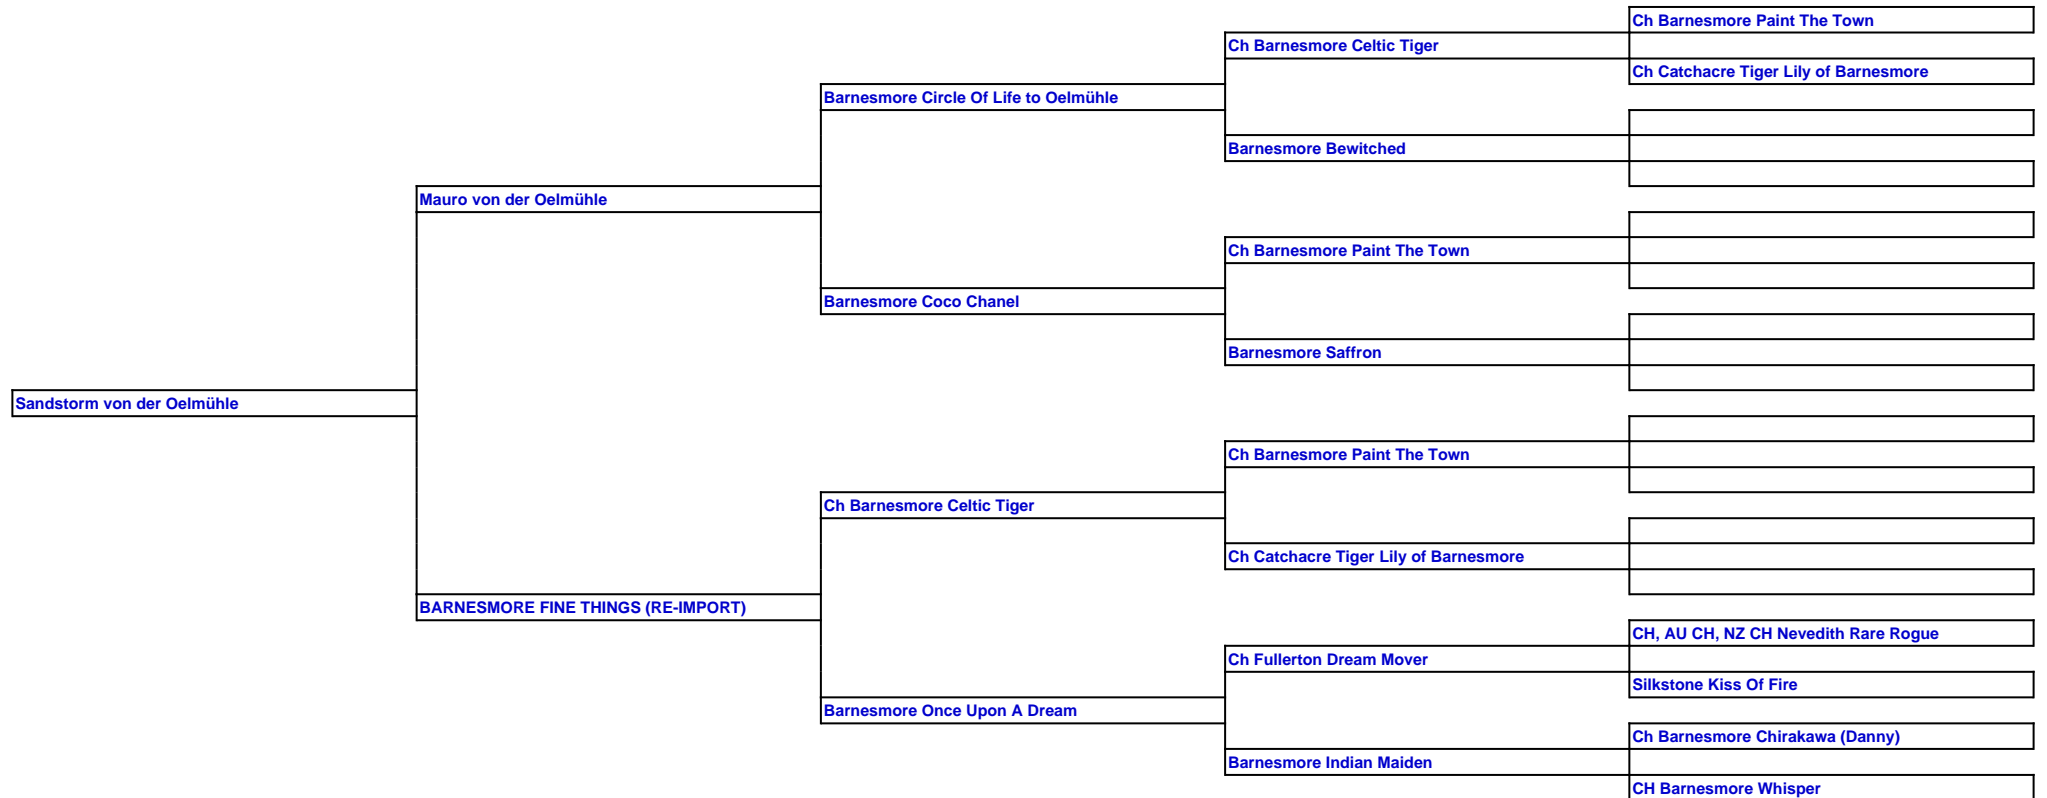 Ch Barnesmore Paint The Town
Ch Barnesmore Celtic Tiger
Ch Catchacre Tiger Lily of Barnesmore
Barnesmore Circle Of Life to Oelmühle
Barnesmore Bewitched
Mauro von der Oelmühle
Ch Barnesmore Paint The Town
Barnesmore Coco Chanel
Barnesmore Saffron
Sandstorm von der Oelmühle
Ch Barnesmore Paint The Town
Ch Barnesmore Celtic Tiger
Ch Catchacre Tiger Lily of Barnesmore
BARNESMORE FINE THINGS (RE-IMPORT)
CH, AU CH, NZ CH Nevedith Rare Rogue
Ch Fullerton Dream Mover
Silkstone Kiss Of Fire
Barnesmore Once Upon A Dream
Ch Barnesmore Chirakawa (Danny)
Barnesmore Indian Maiden
CH Barnesmore Whisper